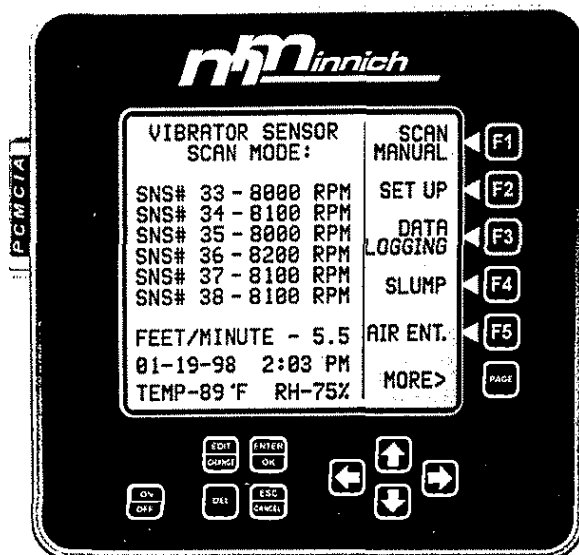 Minnich
PCMCIA
VIBRATOR SENSOR
SCAN MODE:
SNS# 33 - 8000 RPM
SNS# 34 - 8100 RPM
SNS# 35 - 8000 RPM
SNS# 36 - 8200 RPM
SNS# 37 - 8100 RPM
SNS# 38 - 8100 RPM
FEET/MINUTE - 5.5
01-19-98 2:03 PM
TEMP-89°F RH-75%
SCAN
MANUAL
F1
SET UP
F2
DATA
LOGGING
F3
SLUMP
F4
AIR ENT.
F5
MORE>
PAGE
EDIT
CHANGE
ENTER
OK
ON
OFF
DEL
ESC
CANCEL